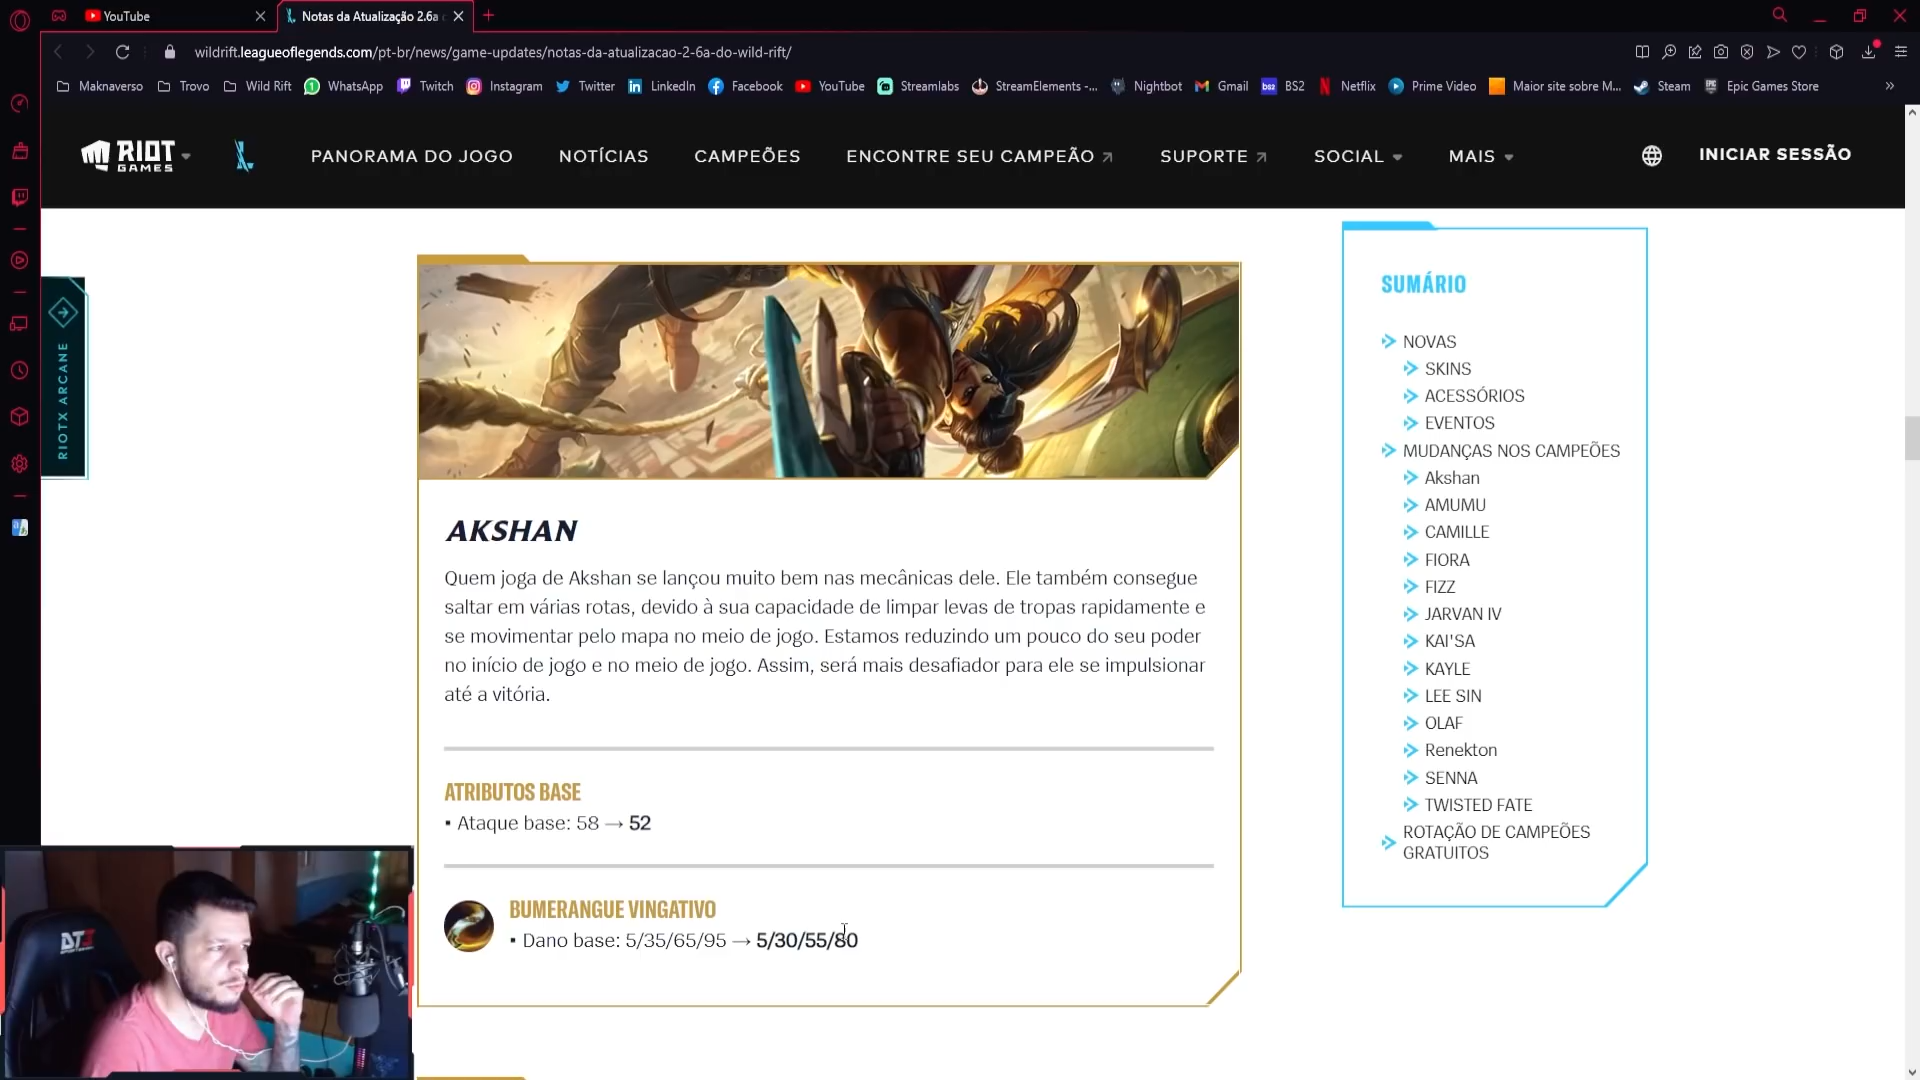 YouTube
Notas da Atualização 2.6a
wildrift.leagueoflegends.com/pt-br/news/game-updates/notas-da-atualizacao-2-6a-do-wild-rift/
Maknaverso Trovo Wild Rift WhatsApp Twitch Instagram Twitter LinkedIn Facebook YouTube Streamlabs StreamElements -... Nightbot Gmail BS2 Netflix Prime Video Maior site sobre M... Steam Epic Games Store
RIOT GAMES
PANORAMA DO JOGO NOTÍCIAS CAMPEÕES ENCONTRE SEU CAMPEÃO SUPORTE SOCIAL MAIS INICIAR SESSÃO
RIOTX ARCANE
AKSHAN
Quem joga de Akshan se lançou muito bem nas mecânicas dele. Ele também consegue
saltar em várias rotas, devido à sua capacidade de limpar levas de tropas rapidamente e
se movimentar pelo mapa no meio de jogo. Estamos reduzindo um pouco do seu poder
no início de jogo e no meio de jogo. Assim, será mais desafiador para ele se impulsionar
até a vitória.
ATRIBUTOS BASE
▪ Ataque base: 58 → 52
BUMERANGUE VINGATIVO
▪ Dano base: 5/35/65/95 → 5/30/55/80
SUMÁRIO
NOVAS
SKINS
ACESSÓRIOS
EVENTOS
MUDANÇAS NOS CAMPEÕES
Akshan
AMUMU
CAMILLE
FIORA
FIZZ
JARVAN IV
KAI'SA
KAYLE
LEE SIN
OLAF
Renekton
SENNA
TWISTED FATE
ROTAÇÃO DE CAMPEÕES
GRATUITOS